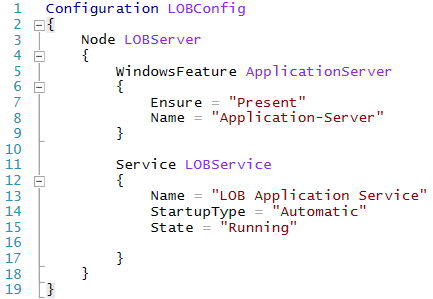 1 Configuration LOBConfig
2 {
3 Node LOBServer
4 {
5 WindowsFeature ApplicationServer
6 {
7 Ensure = "Present"
8 Name = "Application-Server"
9 }
10
11 Service LOBService
12 {
13 Name = "LOB Application Service"
14 StartupType = "Automatic"
15 State = "Running"
16
17 }
18 }
19 }